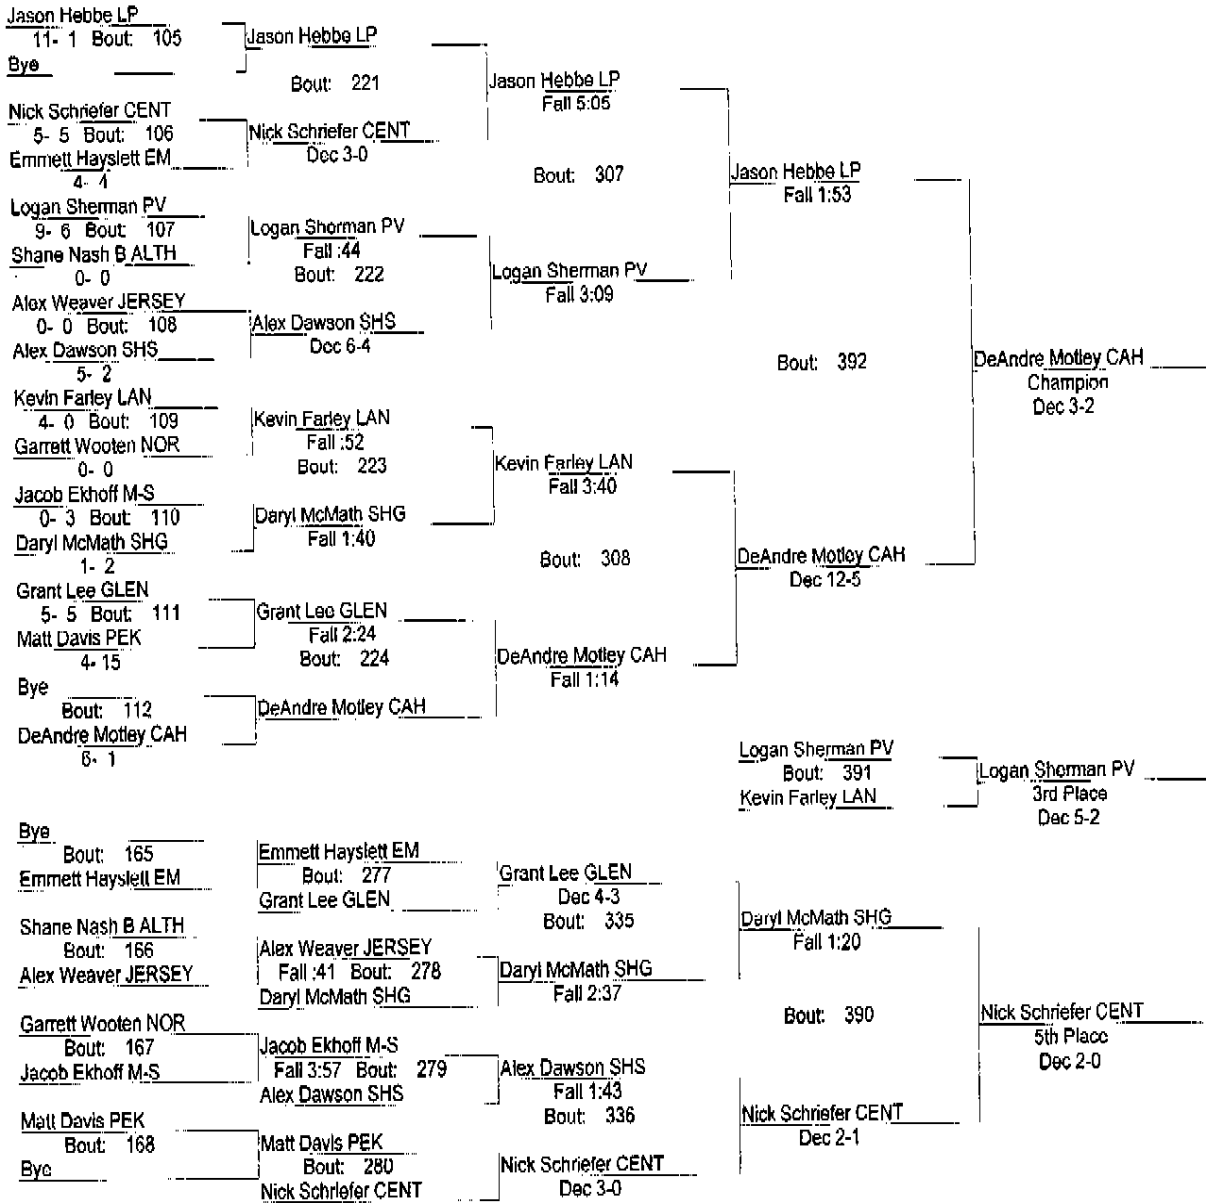 Jason Hebbe LP
11- 1 Bout: 105
Bye
Jason Hebbe LP
Bout: 221
Nick Schriefer CENT
5- 5 Bout: 106
Emmett Hayslett EM
4- 4
Nick Schriefer CENT
Dec 3-0
Jason Hebbe LP
Fall 5:05
Bout: 307
Logan Sherman PV
9- 6 Bout: 107
Shane Nash B ALTH
0- 0
Logan Sherman PV
Fall :44
Bout: 222
Alex Weaver JERSEY
0- 0 Bout: 108
Alex Dawson SHS
5- 2
Alex Dawson SHS
Dec 6-4
Logan Sherman PV
Fall 3:09
Jason Hebbe LP
Fall 1:53
Bout: 392
Kevin Farley LAN
4- 0 Bout: 109
Garrett Wooten NOR
0- 0
Kevin Farley LAN
Fall :52
Bout: 223
Jacob Ekhoff M-S
0- 3 Bout: 110
Daryl McMath SHG
1- 2
Daryl McMath SHG
Fall 1:40
Kevin Farley LAN
Fall 3:40
Bout: 308
Grant Lee GLEN
5- 5 Bout: 111
Matt Davis PEK
4- 15
Grant Lee GLEN
Fall 2:24
Bout: 224
Bye
Bout: 112
DeAndre Motley CAH
6- 1
DeAndre Motley CAH
DeAndre Motley CAH
Fall 1:14
DeAndre Motley CAH
Dec 12-5
DeAndre Motley CAH
Champion
Dec 3-2
Logan Sherman PV
Bout: 391
Kevin Farley LAN
Logan Sherman PV
3rd Place
Dec 5-2
Bye
Bout: 165
Emmett Hayslett EM
Emmett Hayslett EM
Bout: 277
Grant Lee GLEN
Grant Lee GLEN
Dec 4-3
Bout: 335
Shane Nash B ALTH
Bout: 166
Alex Weaver JERSEY
Alex Weaver JERSEY
Fall :41 Bout: 278
Daryl McMath SHG
Daryl McMath SHG
Fall 2:37
Daryl McMath SHG
Fall 1:20
Bout: 390
Garrett Wooten NOR
Bout: 167
Jacob Ekhoff M-S
Jacob Ekhoff M-S
Fall 3:57 Bout: 279
Alex Dawson SHS
Alex Dawson SHS
Fall 1:43
Bout: 336
Matt Davis PEK
Bout: 168
Bye
Matt Davis PEK
Bout: 280
Nick Schriefer CENT
Nick Schriefer CENT
Dec 3-0
Nick Schriefer CENT
Dec 2-1
Nick Schriefer CENT
5th Place
Dec 2-0